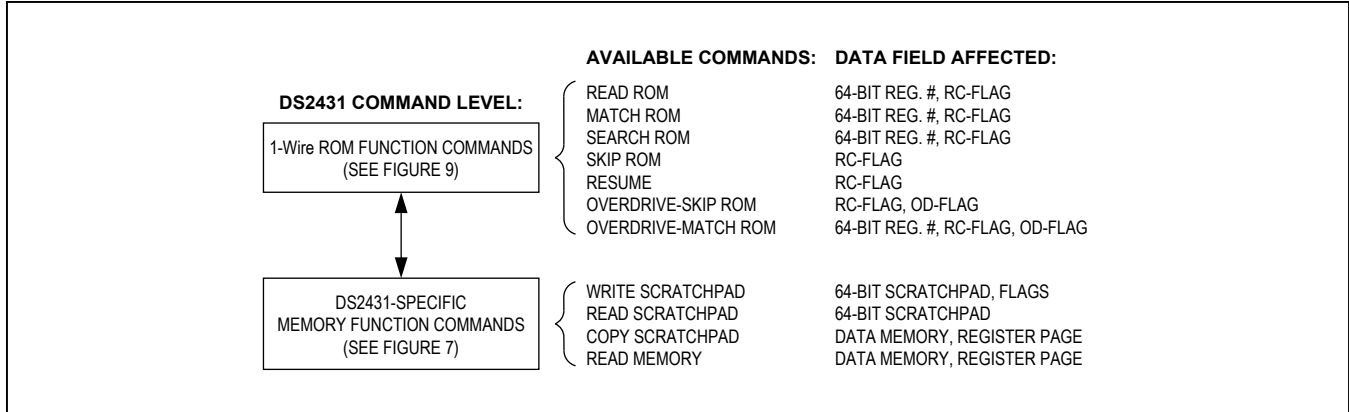 AVAILABLE COMMANDS: DATA FIELD AFFECTED:
DS2431 COMMAND LEVEL:
1-Wire ROM FUNCTION COMMANDS
(SEE FIGURE 9)
READ ROM 64-BIT REG. #, RC-FLAG
MATCH ROM 64-BIT REG. #, RC-FLAG
SEARCH ROM 64-BIT REG. #, RC-FLAG
SKIP ROM RC-FLAG
RESUME RC-FLAG
OVERDRIVE-SKIP ROM RC-FLAG, OD-FLAG
OVERDRIVE-MATCH ROM 64-BIT REG. #, RC-FLAG, OD-FLAG
DS2431-SPECIFIC
MEMORY FUNCTION COMMANDS
(SEE FIGURE 7)
WRITE SCRATCHPAD 64-BIT SCRATCHPAD, FLAGS
READ SCRATCHPAD 64-BIT SCRATCHPAD
COPY SCRATCHPAD DATA MEMORY, REGISTER PAGE
READ MEMORY DATA MEMORY, REGISTER PAGE